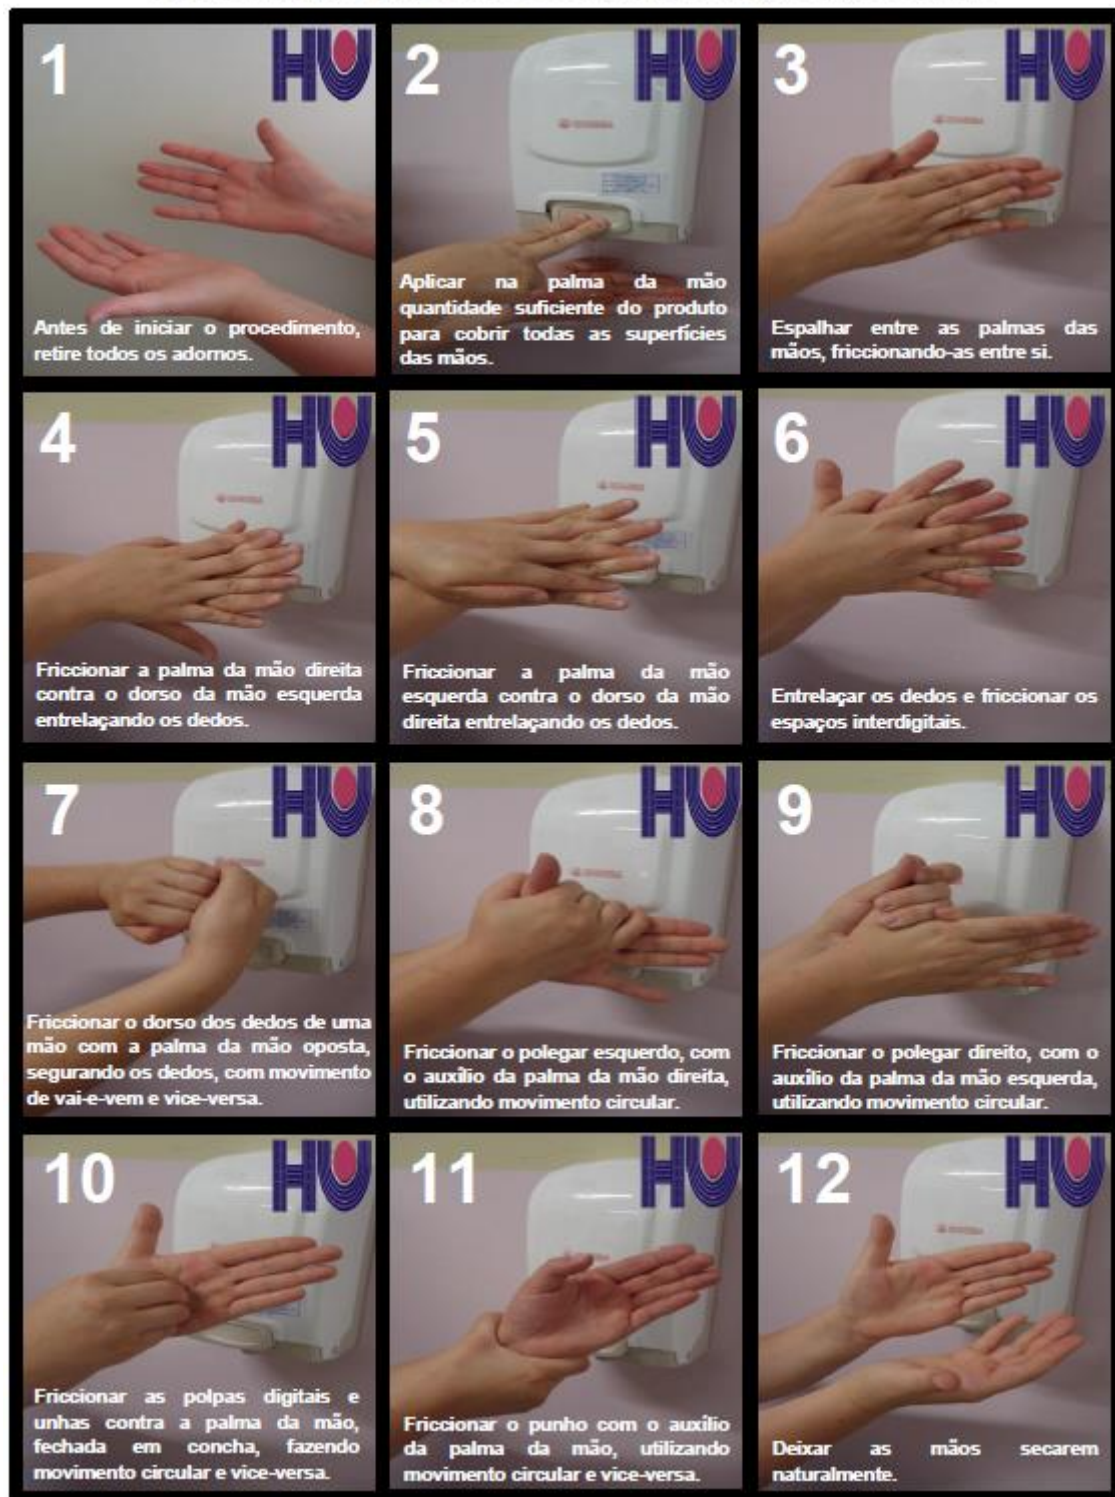 1
HU
Antes de iniciar o procedimento,
retire todos os adornos.
2
HU
Aplicar na palma da mão
quantidade suficiente do produto
para cobrir todas as superfícies
das mãos.
3
HU
Espalhar entre as palmas das
mãos, friccionando-as entre si.
4
HU
Friccionar a palma da mão direita
contra o dorso da mão esquerda
entrelaçando os dedos.
5
HU
Friccionar a palma da mão
esquerda contra o dorso da mão
direita entrelaçando os dedos.
6
HU
Entrelaçar os dedos e friccionar os
espaços interdigitais.
7
HU
Friccionar o dorso dos dedos de uma
mão com a palma da mão oposta,
segurando os dedos, com movimento
de vai-e-vem e vice-versa.
8
HU
Friccionar o polegar esquerdo, com
o auxílio da palma da mão direita,
utilizando movimento circular.
9
HU
Friccionar o polegar direito, com o
auxílio da palma da mão esquerda,
utilizando movimento circular.
10
HU
Friccionar as polpas digitais e
unhas contra a palma da mão,
fechada em concha, fazendo
movimento circular e vice-versa.
11
HU
Friccionar o punho com o auxílio
da palma da mão, utilizando
movimento circular e vice-versa.
12
HU
Deixar as mãos secarem
naturalmente.